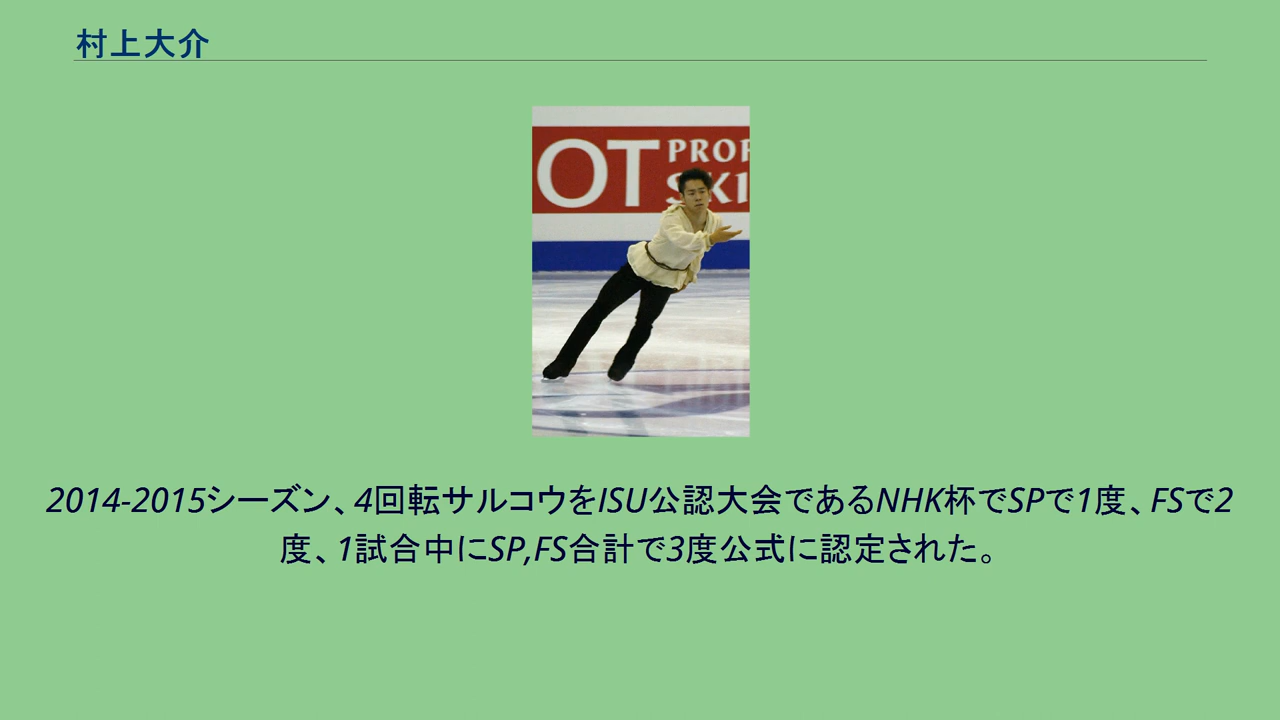 村上大介
OT PROF
SKI
2014-2015シーズン、4回転サルコウをISU公認大会であるNHK杯でSPで1度、FSで2
度、1試合中にSP,FS合計で3度公式に認定された。